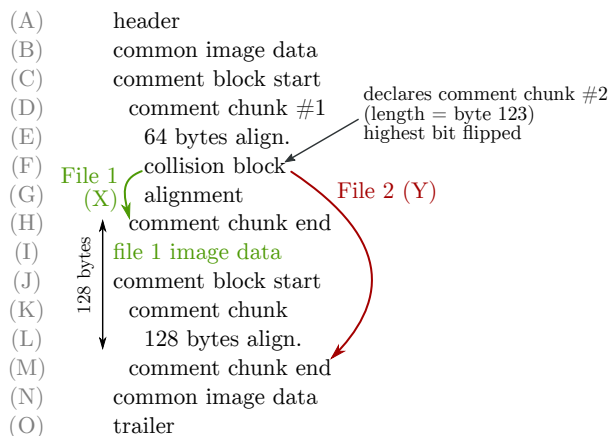 (A) header
(B) common image data
(C) comment block start
(D) comment chunk #1
(E) 64 bytes align.
(F) collision block
(G) alignment
(H) comment chunk end
(I) file 1 image data
(J) comment block start
(K) comment chunk
(L) 128 bytes align.
(M) comment chunk end
(N) common image data
(O) trailer
declares comment chunk #2
(length = byte 123)
highest bit flipped
File 1
(X)
File 2 (Y)
128 bytes